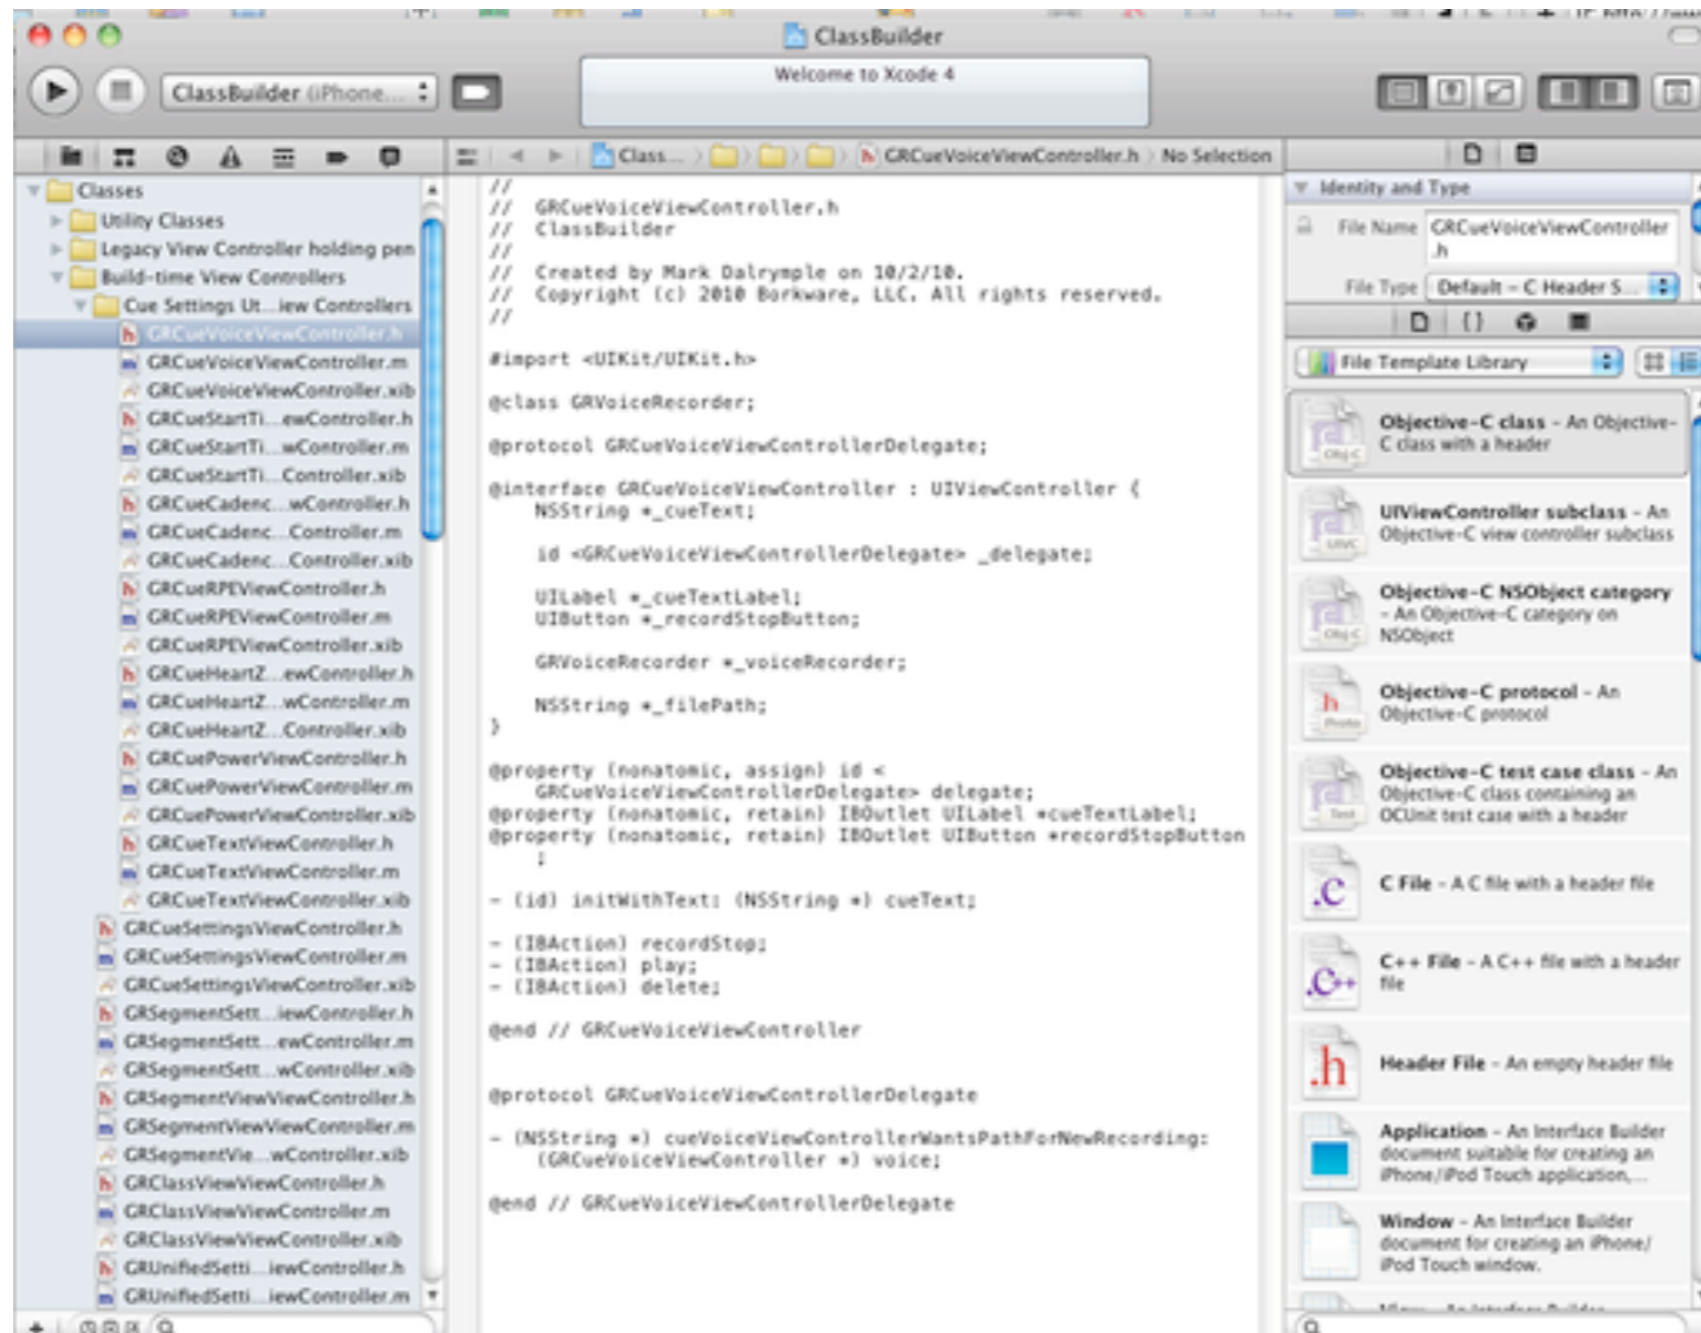 ClassBuilder
ClassBuilder (iPhone...
Welcome to Xcode 4
Class...
GRCueVoiceViewController.h
No Selection
Classes
Utility Classes
Legacy View Controller holding pen
Build-time View Controllers
Cue Settings Ut...iew Controllers
GRCueVoiceViewController.h
GRCueVoiceViewController.m
GRCueVoiceViewController.xib
GRCueStartTi...ewController.h
GRCueStartTi...wController.m
GRCueStartTi...Controller.xib
GRCueCadenc...wController.h
GRCueCadenc...Controller.m
GRCueCadenc...Controller.xib
GRCueRPEViewController.h
GRCueRPEViewController.m
GRCueRPEViewController.xib
GRCueHeartZ...ewController.h
GRCueHeartZ...wController.m
GRCueHeartZ...Controller.xib
GRCuePowerViewController.h
GRCuePowerViewController.m
GRCuePowerViewController.xib
GRCueTextViewController.h
GRCueTextViewController.m
GRCueTextViewController.xib
GRCueSettingsViewController.h
GRCueSettingsViewController.m
GRCueSettingsViewController.xib
GRSegmentSett...iewController.h
GRSegmentSett...ewController.m
GRSegmentSett...wController.xib
GRSegmentViewViewController.h
GRSegmentViewViewController.m
GRSegmentVie...wController.xib
GRClassViewViewController.h
GRClassViewViewController.m
GRClassViewViewController.xib
GRUnifiedSetti...iewController.h
GRUnifiedSetti...iewController.m
//
// GRCueVoiceViewController.h
// ClassBuilder
//
// Created by Mark Dalrymple on 10/2/10.
// Copyright (c) 2010 Borkware, LLC. All rights reserved.
//
#import <UIKit/UIKit.h>
@class GRVoiceRecorder;
@protocol GRCueVoiceViewControllerDelegate;
@interface GRCueVoiceViewController : UIViewController {
NSString *_cueText;
id <GRCueVoiceViewControllerDelegate> _delegate;
UILabel *_cueTextLabel;
UIButton *_recordStopButton;
GRVoiceRecorder *_voiceRecorder;
NSString *_filePath;
}
@property (nonatomic, assign) id <
GRCueVoiceViewControllerDelegate> delegate;
@property (nonatomic, retain) IBOutlet UILabel *cueTextLabel;
@property (nonatomic, retain) IBOutlet UIButton *recordStopButton
;
- (id) initWithText: (NSString *) cueText;
- (IBAction) recordStop;
- (IBAction) play;
- (IBAction) delete;
@end // GRCueVoiceViewController
@protocol GRCueVoiceViewControllerDelegate
- (NSString *) cueVoiceViewControllerWantsPathForNewRecording:
(GRCueVoiceViewController *) voice;
@end // GRCueVoiceViewControllerDelegate
Identity and Type
File Name GRCueVoiceViewController
.h
File Type Default - C Header S...
{}
File Template Library
Objective-C class - An Objective-
C class with a header
UIViewController subclass - An
Objective-C view controller subclass
Objective-C NSObject category
- An Objective-C category on
NSObject
Objective-C protocol - An
Objective-C protocol
Objective-C test case class - An
Objective-C class containing an
OCUnit test case with a header
.c
C File - A C file with a header file
.C++
C++ File - A C++ file with a header
file
.h
Header File - An empty header file
Application - An Interface Builder
document suitable for creating an
iPhone/iPod Touch application,...
Window - An Interface Builder
document for creating an iPhone/
iPod Touch window.